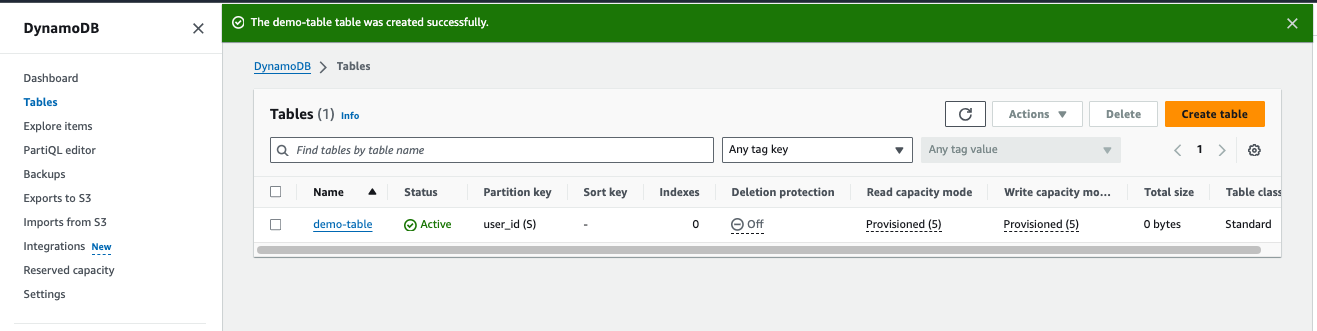 DynamoDB
The demo-table table was created successfully.
Dashboard
Tables
Explore items
PartiQL editor
Backups
Exports to S3
Imports from S3
Integrations New
Reserved capacity
Settings
DynamoDB > Tables
Tables (1) Info
Actions Delete Create table
Find tables by table name Any tag key Any tag value 1
Name Status Partition key Sort key Indexes Deletion protection Read capacity mode Write capacity mo... Total size Table clas
demo-table Active user_id (S) - 0 Off Provisioned (5) Provisioned (5) 0 bytes Standard